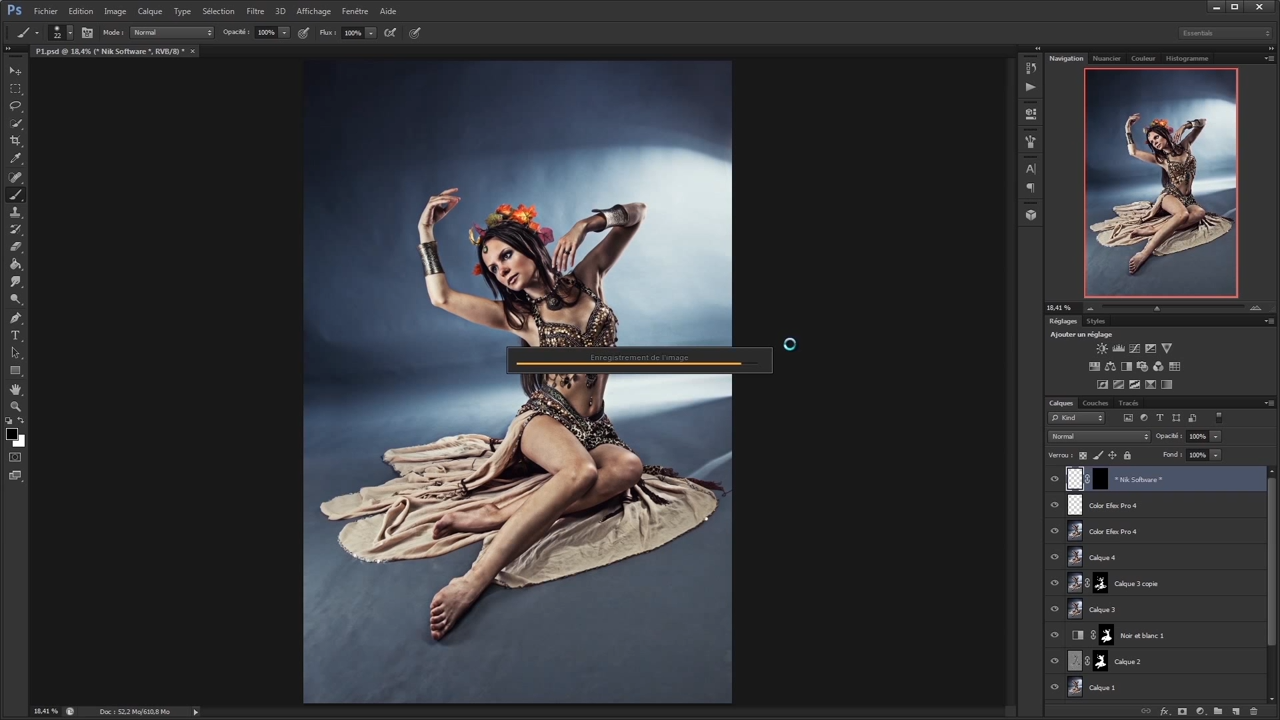 Ps Fichier Edition Image Calque Type Sélection Filtre 3D Affichage Fenêtre Aide
22 Mode : Normal Opacité : 100% Flux : 100% Essentials
P1.psd @ 18,4% (* Nik Software *, RVB/8) * ×
Navigation Nuancier Couleur Histogramme
18,41 %
Réglages Styles
Ajouter un réglage
Enregistrement de l'image
Calques Couches Tracés
Kind
Normal Opacité : 100%
Verrou : Fond : 100%
* Nik Software *
Color Efex Pro 4
Color Efex Pro 4
Calque 4
Calque 3 copie
Calque 3
Noir et blanc 1
Calque 2
Calque 1
18,41 % Doc : 52,2 Mo/610,8 Mo